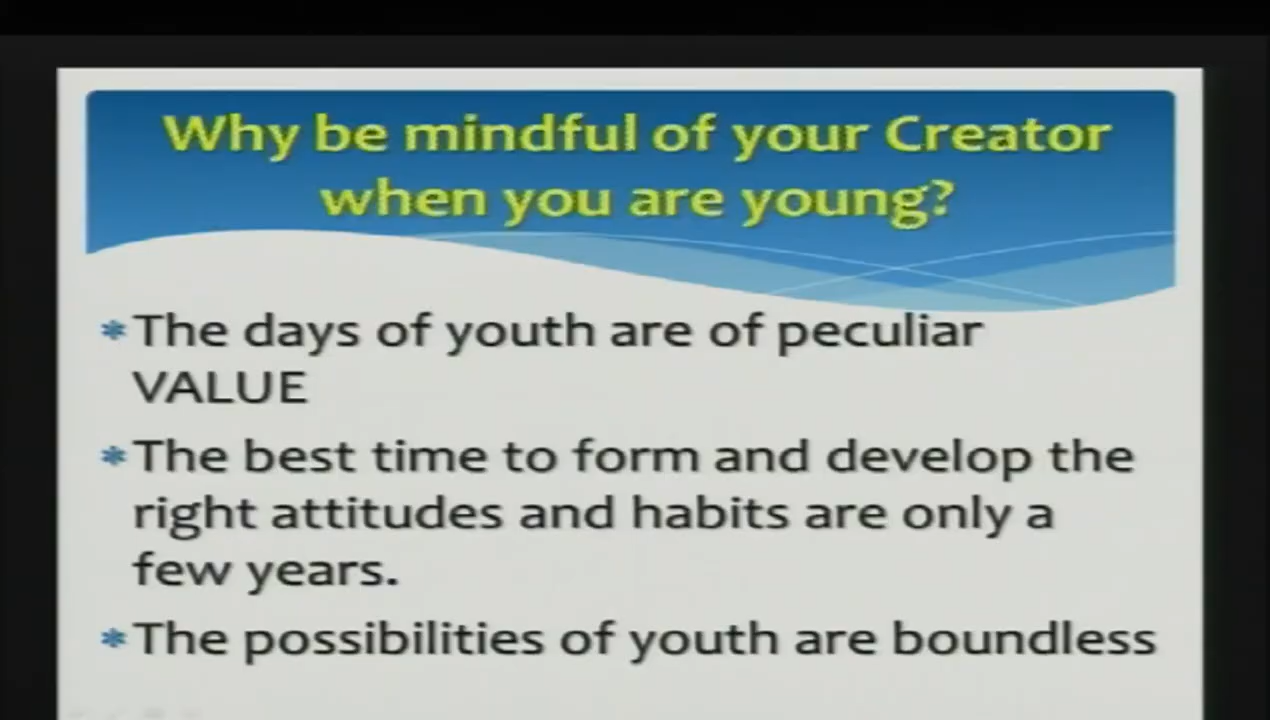 Why be mindful of your Creator
when you are young?
* The days of youth are of peculiar
VALUE
* The best time to form and develop the
right attitudes and habits are only a
few years.
* The possibilities of youth are boundless